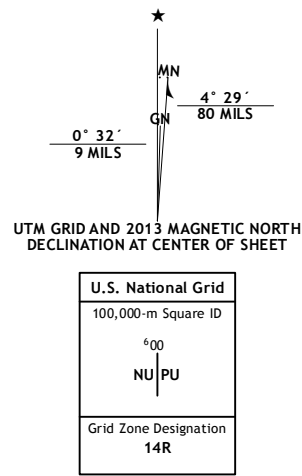 ★
MN
4° 29´
80 MILS
GN
0° 32´
9 MILS
UTM GRID AND 2013 MAGNETIC NORTH
DECLINATION AT CENTER OF SHEET
U.S. National Grid
100,000-m Square ID
⁶00
NU PU
Grid Zone Designation
14R